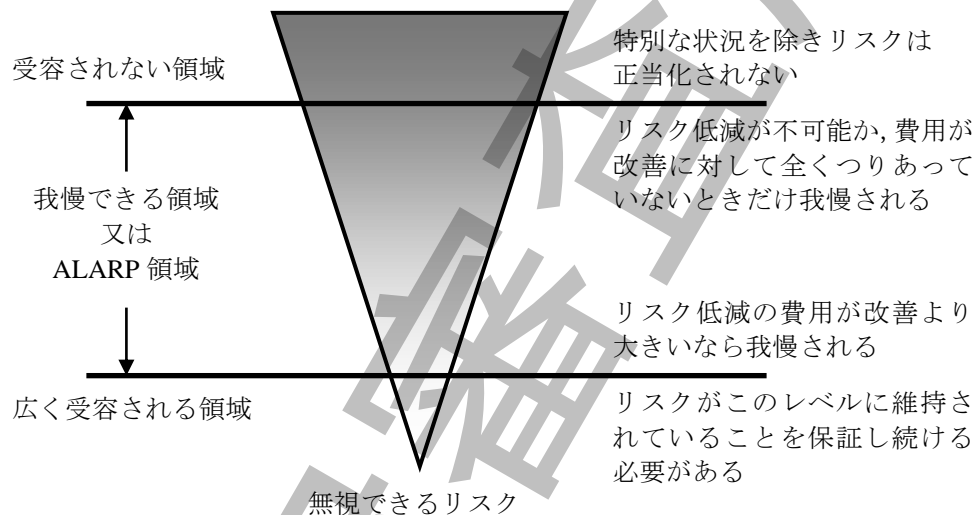 受容されない領域
特別な状況を除きリスクは
正当化されない
リスク低減が不可能か,費用が
改善に対して全くつりあって
いないときだけ我慢される
我慢できる領域
又は
ALARP 領域
リスク低減の費用が改善より
大きいなら我慢される
広く受容される領域
リスクがこのレベルに維持さ
れていることを保証し続ける
必要がある
無視できるリスク